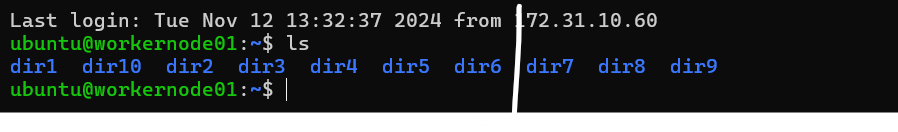 Last login: Tue Nov 12 13:32:37 2024 from 172.31.10.60
ubuntu@workernode01:~$ ls
dir1  dir10  dir2  dir3  dir4  dir5  dir6  dir7  dir8  dir9
ubuntu@workernode01:~$